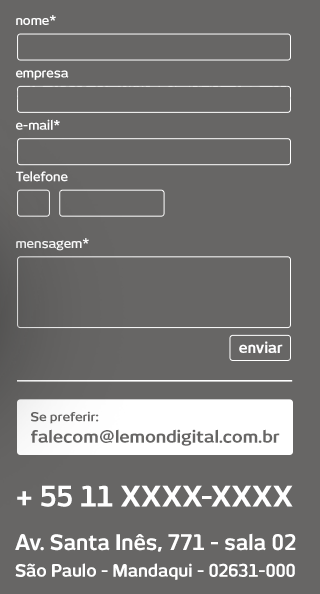 nome*
empresa
e-mail*
Telefone
mensagem*
enviar
Se preferir:
falecom@lemondigital.com.br
+ 55 11 XXXX-XXXX
Av. Santa Inês, 771 - sala 02
São Paulo - Mandaqui - 02631-000